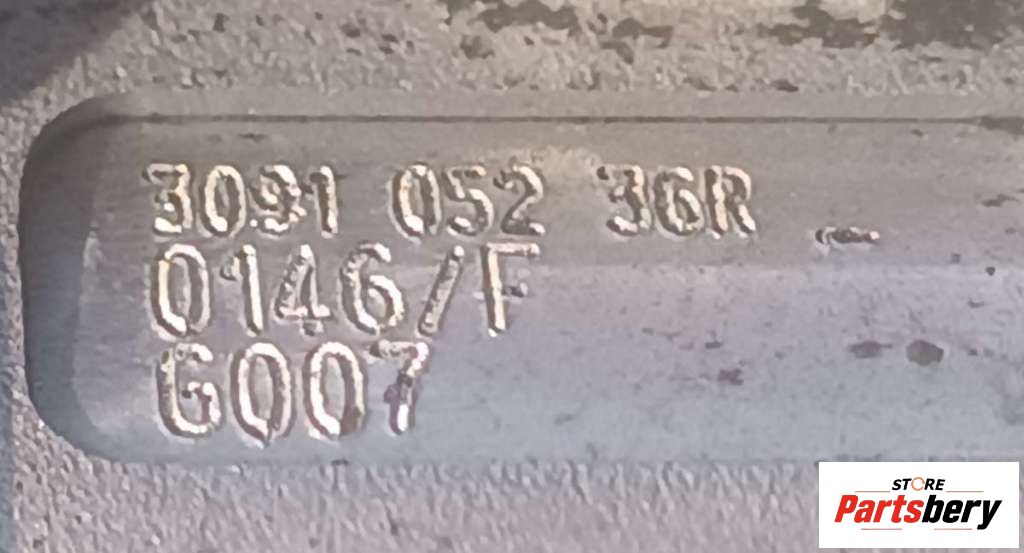 3091 052 36R _
0146/F
G007
STORE
Partsbery